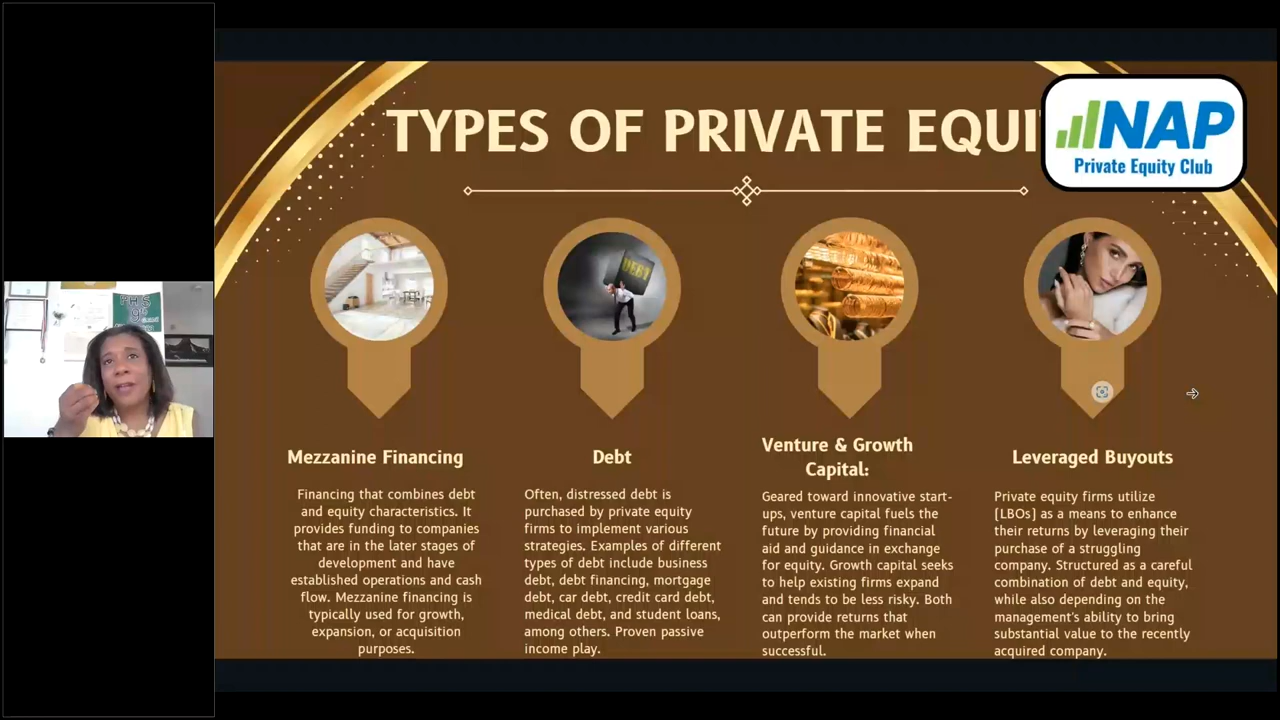 TYPES OF PRIVATE EQUI
NAP
Private Equity Club
DEBT
Mezzanine Financing
Financing that combines debt
and equity characteristics. It
provides funding to companies
that are in the later stages of
development and have
established operations and cash
flow. Mezzanine financing is
typically used for growth,
expansion, or acquisition
purposes.
Debt
Often, distressed debt is
purchased by private equity
firms to implement various
strategies. Examples of different
types of debt include business
debt, debt financing, mortgage
debt, car debt, credit card debt,
medical debt, and student loans,
among others. Proven passive
income play.
Venture & Growth
Capital:
Geared toward innovative start-
ups, venture capital fuels the
future by providing financial
aid and guidance in exchange
for equity. Growth capital seeks
to help existing firms expand
and tends to be less risky. Both
can provide returns that
outperform the market when
successful.
Leveraged Buyouts
Private equity firms utilize
[LBOs] as a means to enhance
their returns by leveraging their
purchase of a struggling
company. Structured as a careful
combination of debt and equity,
while also depending on the
management's ability to bring
substantial value to the recently
acquired company.